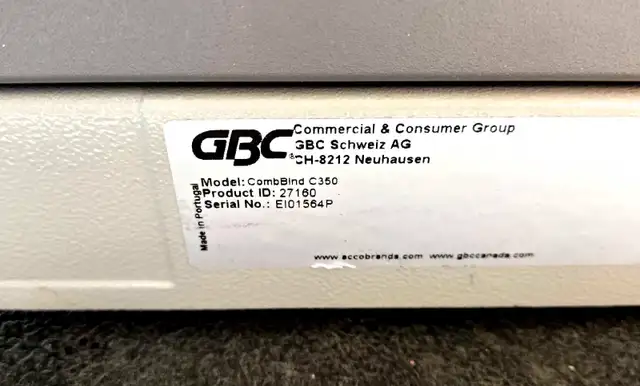 GBC®
Commercial & Consumer Group
GBC Schweiz AG
CH-8212 Neuhausen
Model: CombBind C350
Product ID: 27160
Serial No.: EI01564P
Made in Portugal
www.accobrands.com www.gbccanada.com